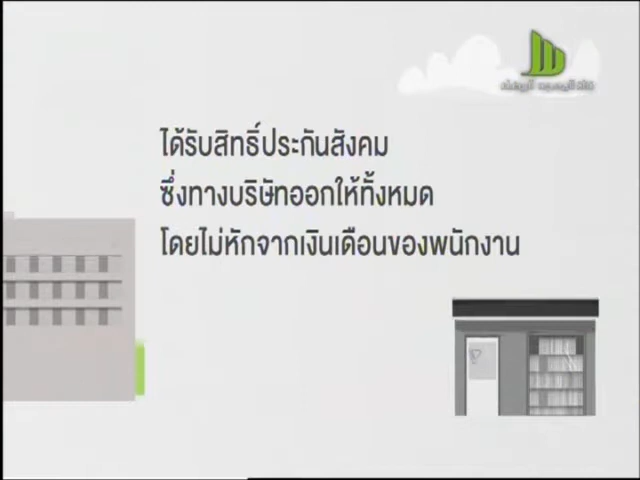 ได้รับสิทธิ์ประกันสังคม
ซึ่งทางบริษัทออกให้ทั้งหมด
โดยไม่หักจากเงินเดือนของพนักงาน